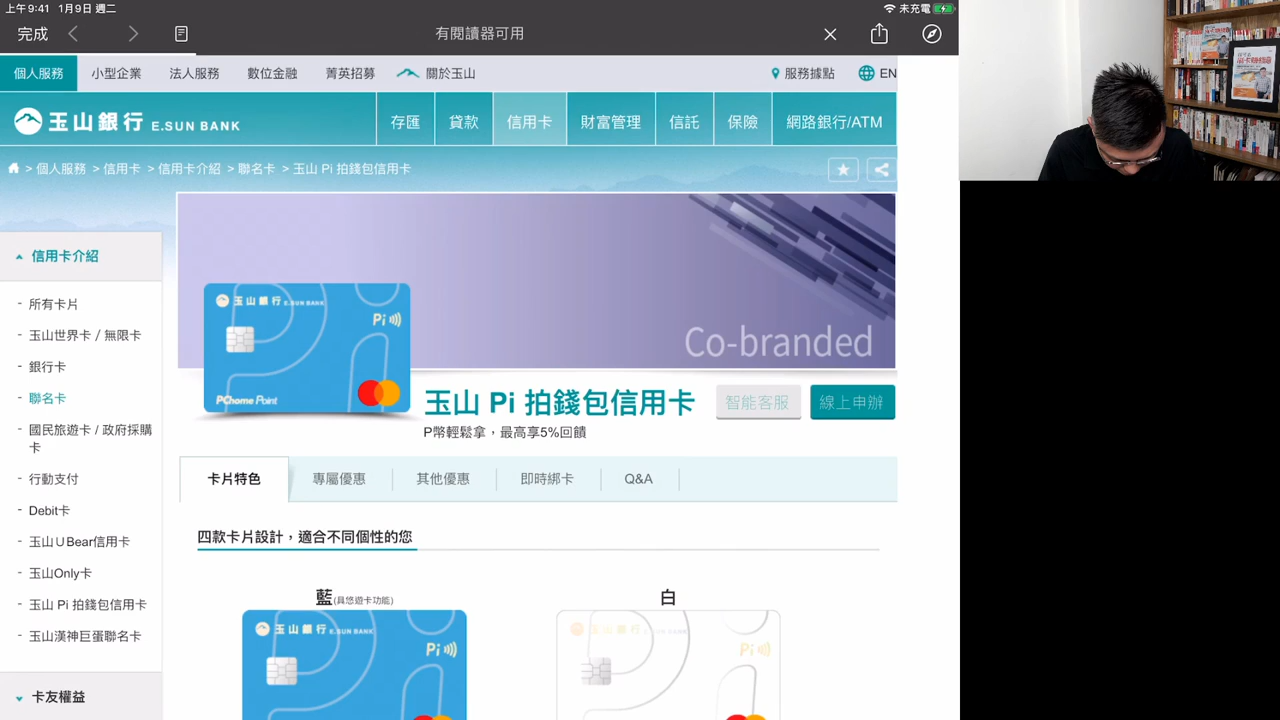 上午9:41 1月9日 週二
未充電
完成
有閱讀器可用
個人服務 小型企業 法人服務 數位金融 菁英招募 關於玉山 服務據點 EN
玉山銀行 E.SUN BANK 存匯 貸款 信用卡 財富管理 信託 保險 網路銀行/ATM
> 個人服務 > 信用卡 > 信用卡介紹 > 聯名卡 > 玉山 Pi 拍錢包信用卡
信用卡介紹
- 所有卡片
- 玉山世界卡 / 無限卡
- 銀行卡
- 聯名卡
- 國民旅遊卡 / 政府採購
卡
- 行動支付
- Debit卡
- 玉山U Bear信用卡
- 玉山Only卡
- 玉山 Pi 拍錢包信用卡
- 玉山漢神巨蛋聯名卡
卡友權益
玉山銀行 E.SUN BANK
Pi
PChome Point
Co-branded
玉山 Pi 拍錢包信用卡 智能客服 線上申辦
P幣輕鬆拿，最高享5%回饋
卡片特色 專屬優惠 其他優惠 即時綁卡 Q&A
四款卡片設計，適合不同個性的您
藍(具悠遊卡功能) 白
玉山銀行 E.SUN BANK 玉山銀行 E.SUN BANK
Pi Pi